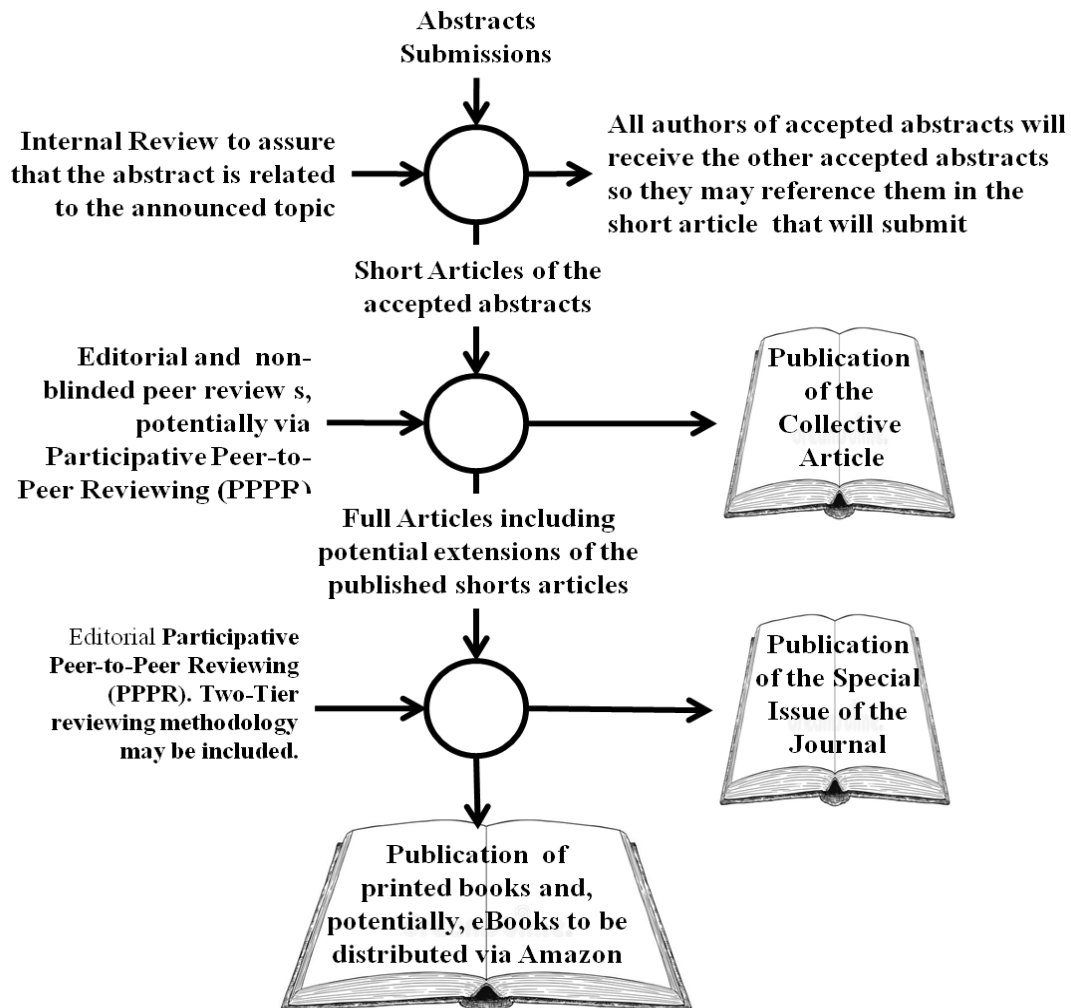 Abstracts
Submissions
Internal Review to assure
that the abstract is related
to the announced topic
All authors of accepted abstracts will
receive the other accepted abstracts
so they may reference them in the
short article that will submit
Short Articles of the
accepted abstracts
Editorial and non-
blinded peer review s,
potentially via
Participative Peer-to-
Peer Reviewing (PPPR)
Publication
of the
Collective
Article
Full Articles including
potential extensions of the
published shorts articles
Editorial Participative
Peer-to-Peer Reviewing
(PPPR). Two-Tier
reviewing methodology
may be included.
Publication
of the Special
Issue of the
Journal
Publication of
printed books and,
potentially, eBooks to be
distributed via Amazon